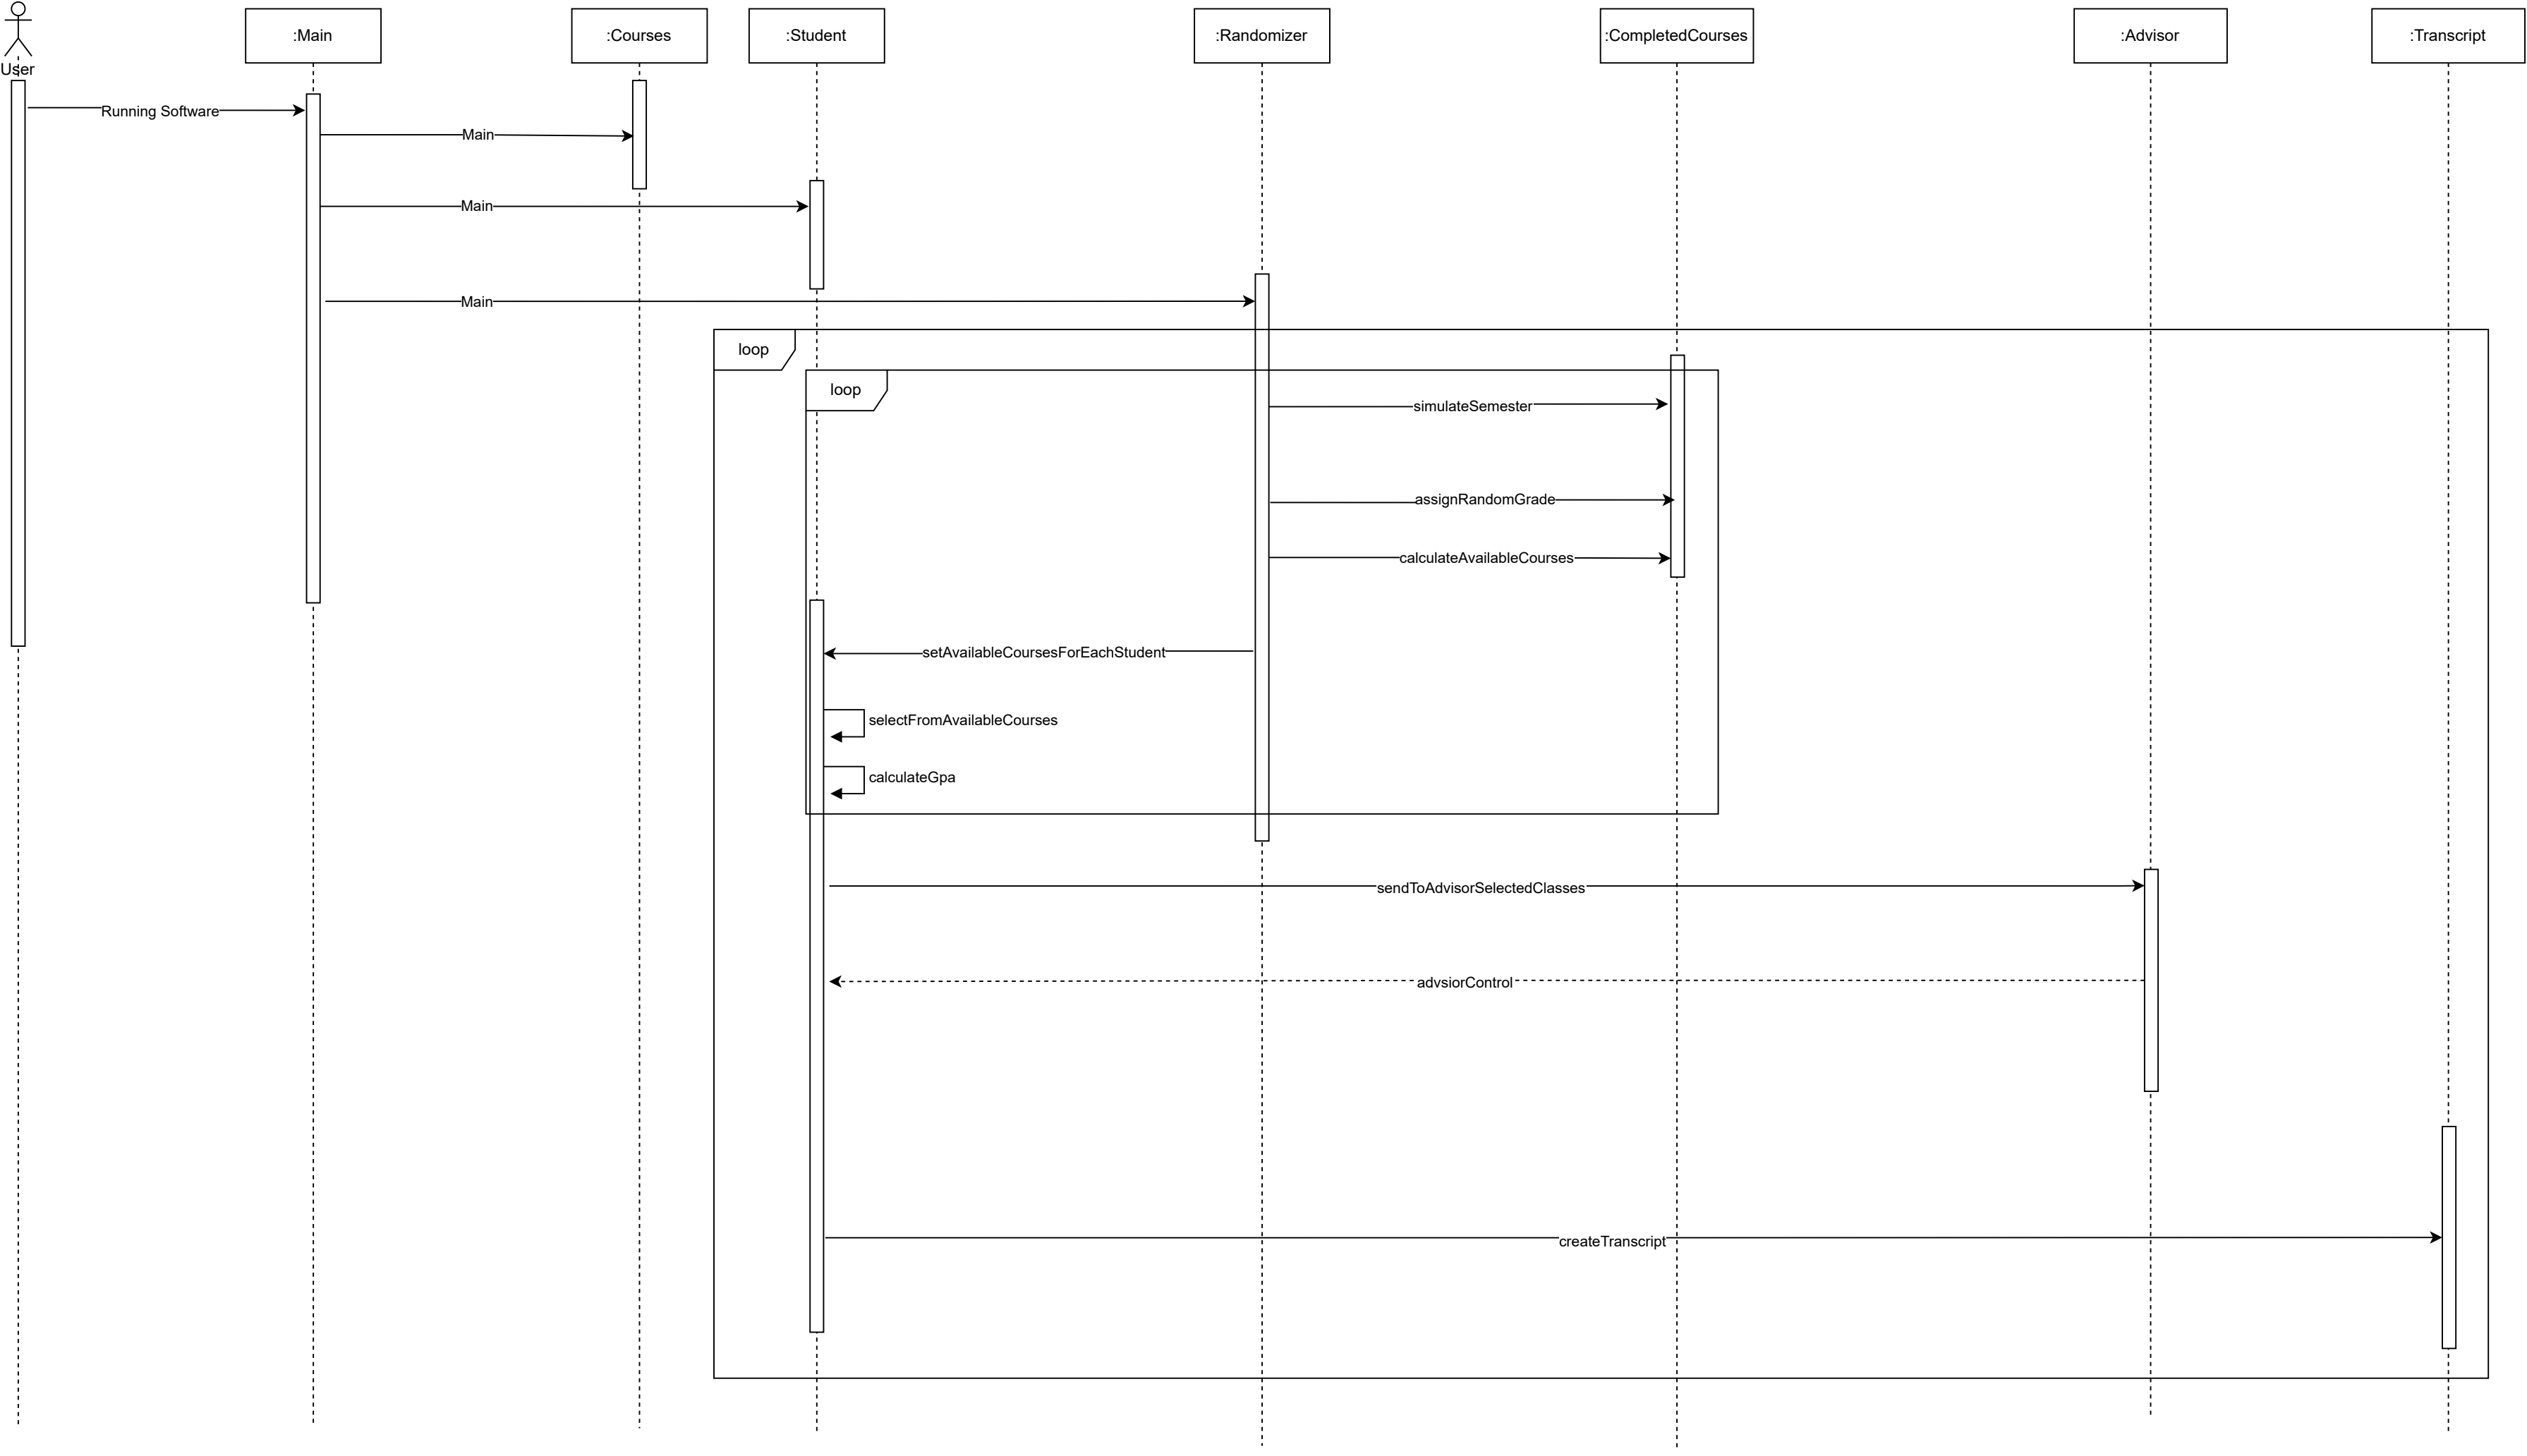 User
:Main
:Courses
:Student
:Randomizer
:CompletedCourses
:Advisor
:Transcript
Running Software
Main
Main
Main
loop
loop
simulateSemester
assignRandomGrade
calculateAvailableCourses
setAvailableCoursesForEachStudent
selectFromAvailableCourses
calculateGpa
sendToAdvisorSelectedClasses
advsiorControl
createTranscript